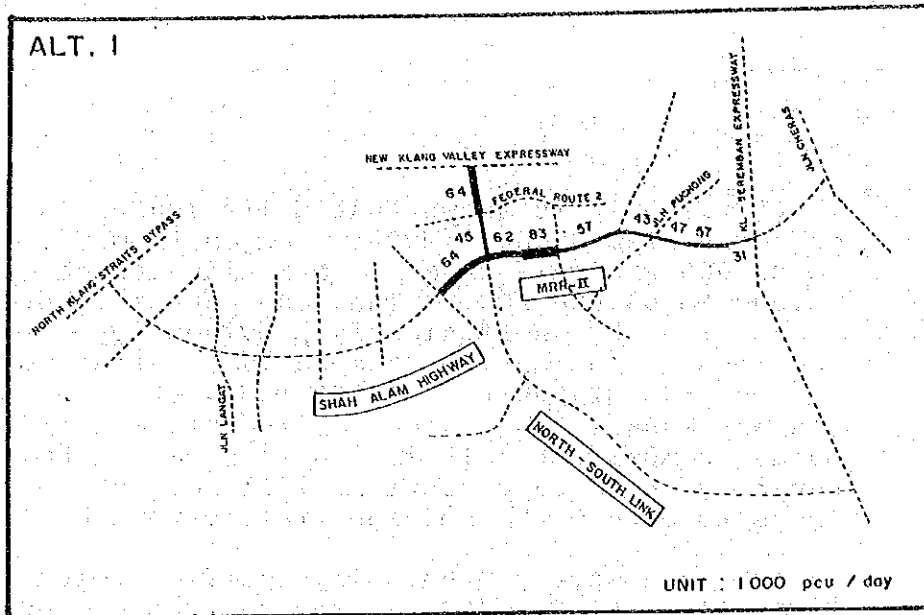 ALT. 1
NEW KLANG VALLEY EXPRESSWAY
64
FEDERAL ROUTE 2
45
64
62
83
57
43
JLN PUCHONG
47
57
KL - SEREMBAN EXPRESSWAY
31
JLN CHERAS
NORTH KLANG STRAITS BYPASS
MRR-II
JLN LANGAT
SHAH ALAM HIGHWAY
NORTH - SOUTH LINK
UNIT : 1000 pcu / day